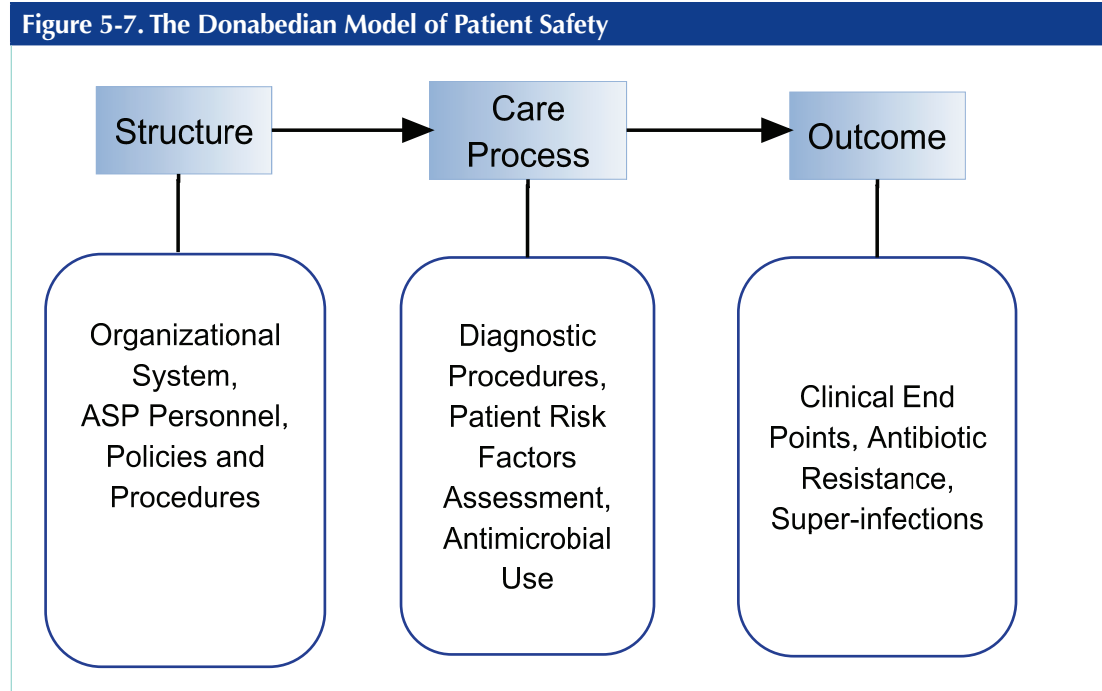 Figure 5-7. The Donabedian Model of Patient Safety
Structure
Care
Process
Outcome
Organizational
System,
ASP Personnel,
Policies and
Procedures
Diagnostic
Procedures,
Patient Risk
Factors
Assessment,
Antimicrobial
Use
Clinical End
Points, Antibiotic
Resistance,
Super-infections